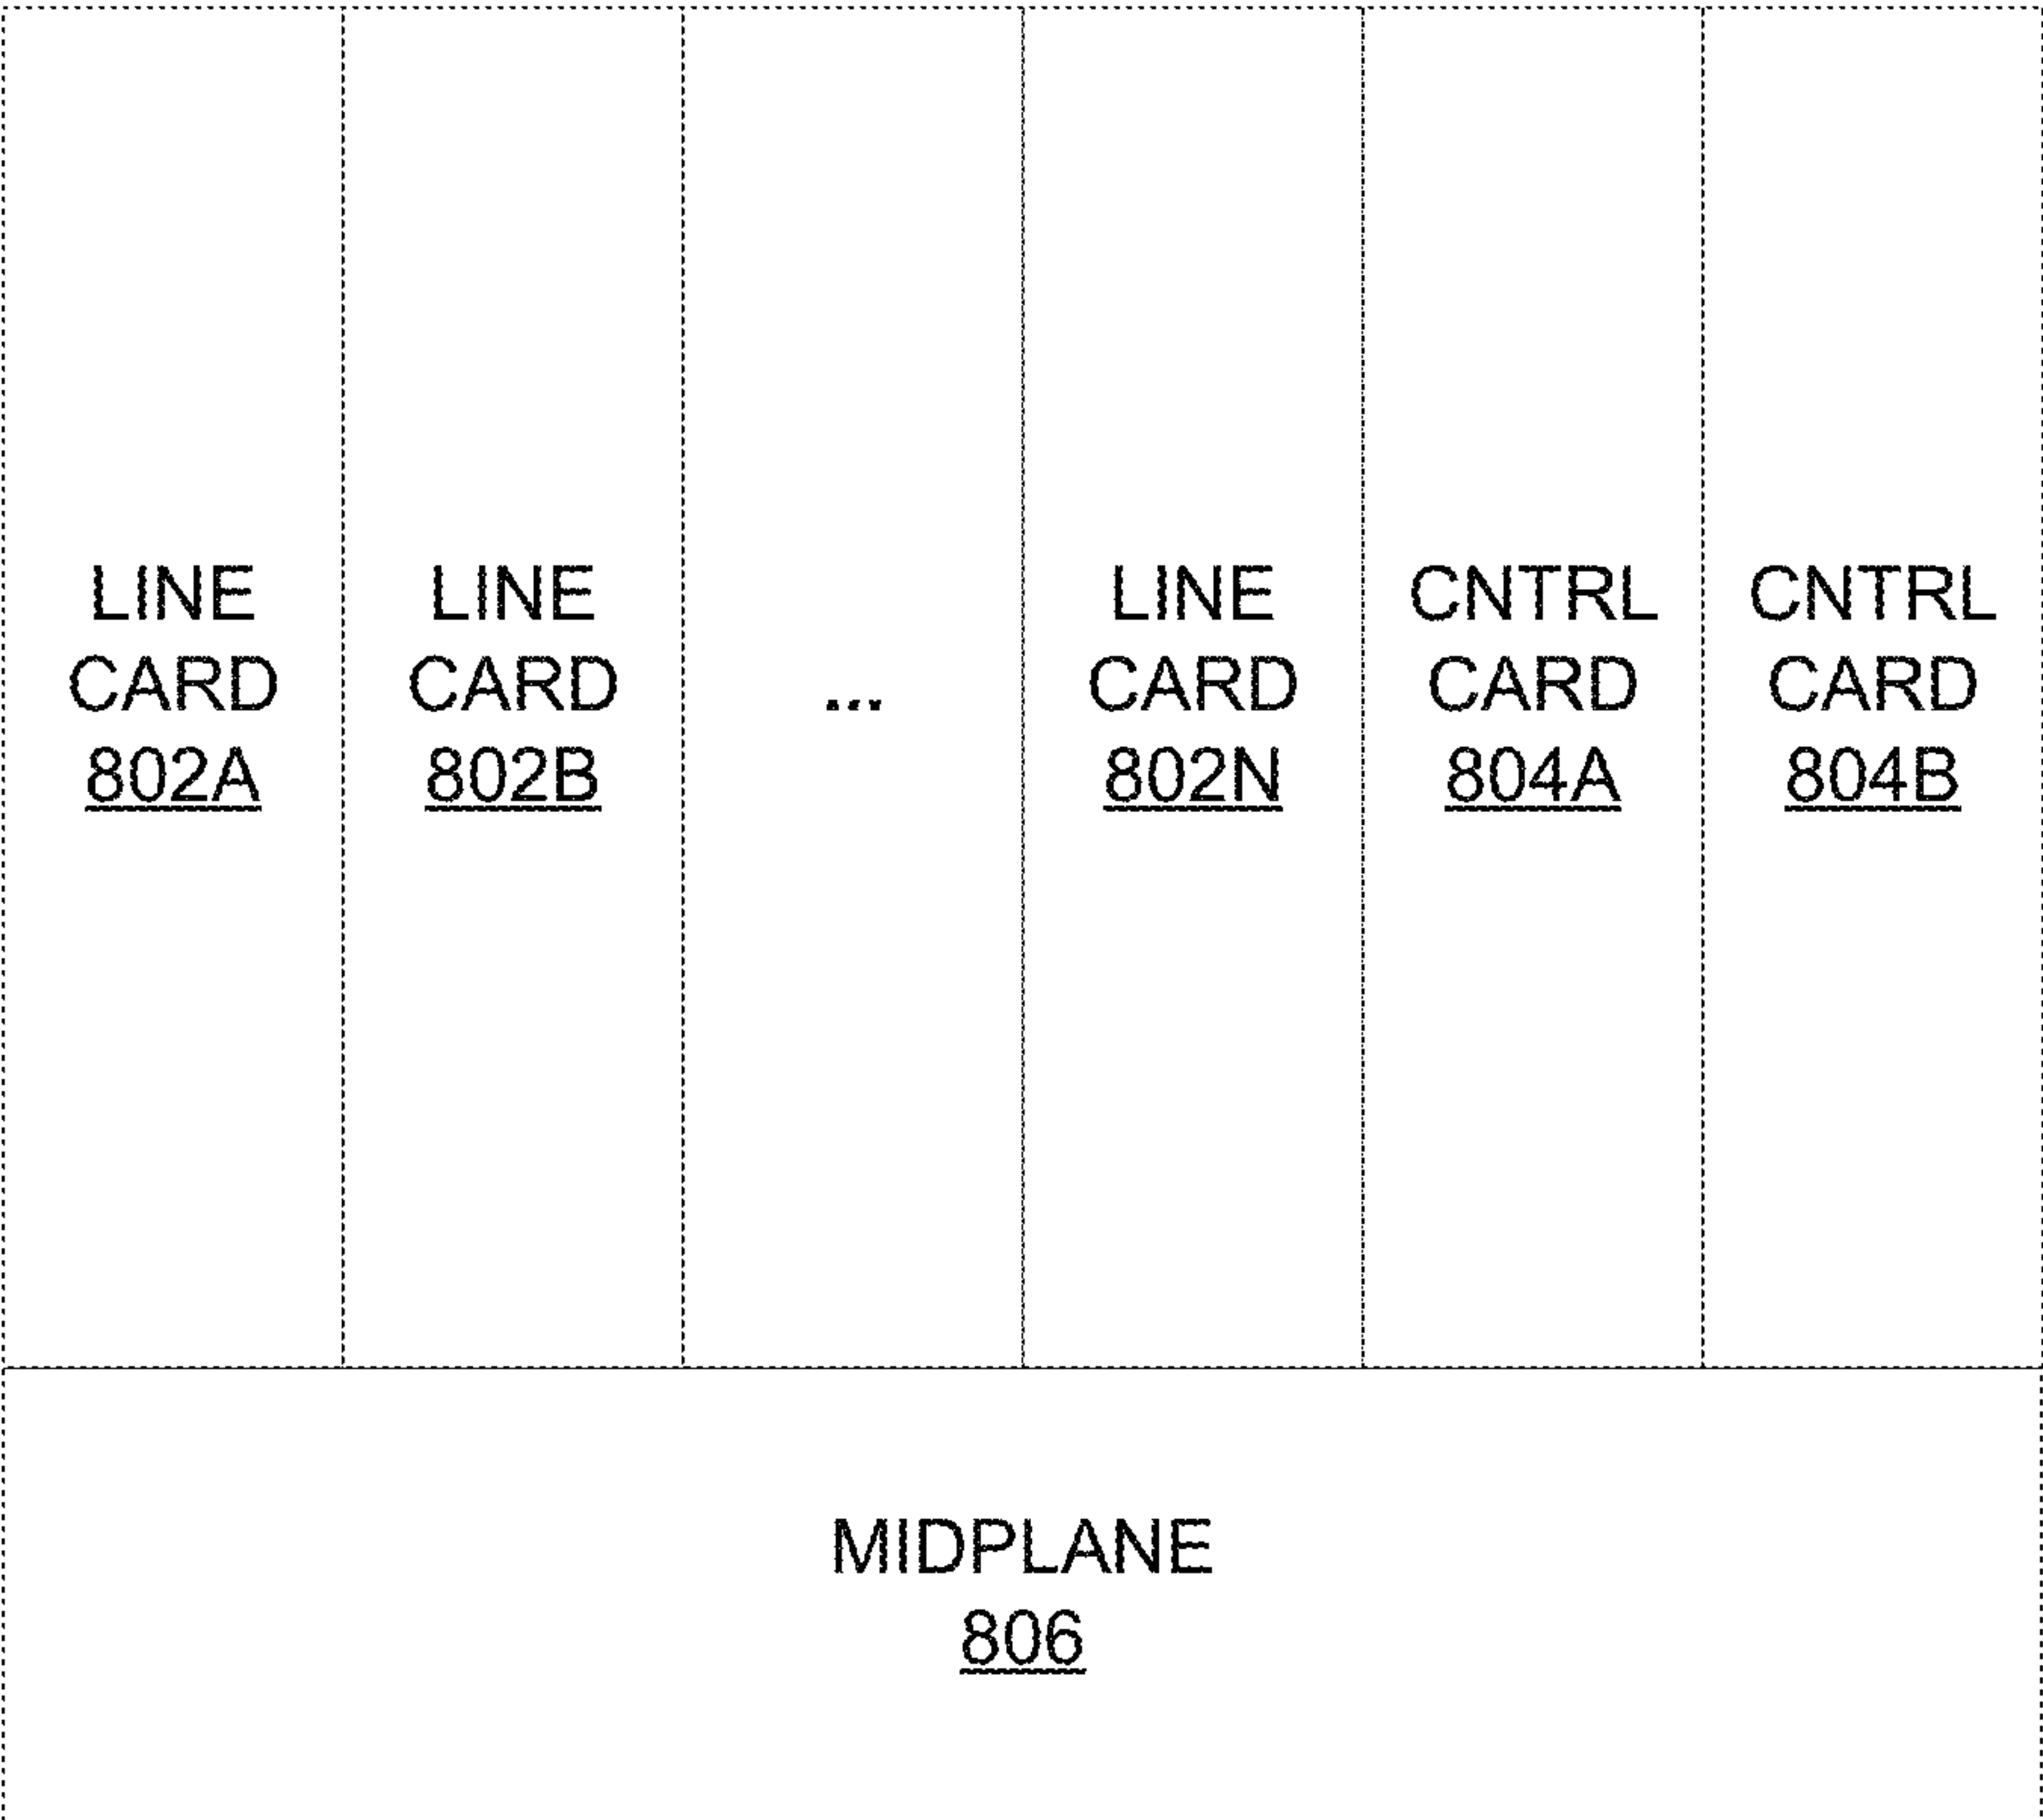 LINE
CARD
802A
LINE
CARD
802B
...
LINE
CARD
802N
CNTRL
CARD
804A
CNTRL
CARD
804B
MIDPLANE
806